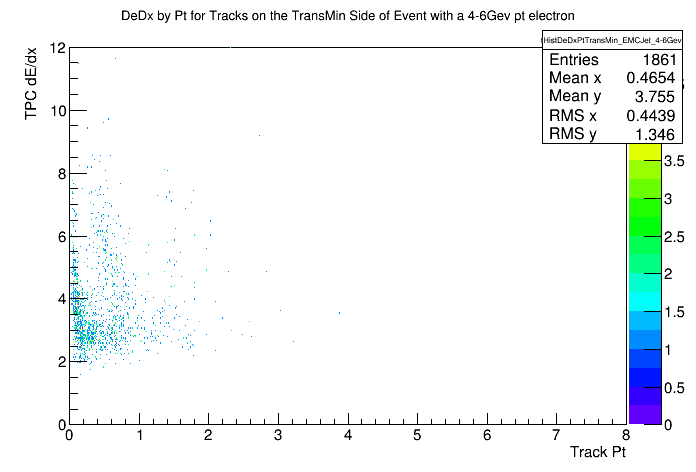 DeDx by Pt for Tracks on the TransMin Side of Event with a 4-6Gev pt electron
HistDeDxPtTransMin_EMCJet_4-6Gev
Entries 1861
Mean x 0.4654
Mean y 3.755
RMS x 0.4439
RMS y 1.346
TPC dE/dx
12
10
8
6
4
2
0
0 1 2 3 4 5 6 7 8
Track Pt
3.5
3
2.5
2
1.5
1
0.5
0